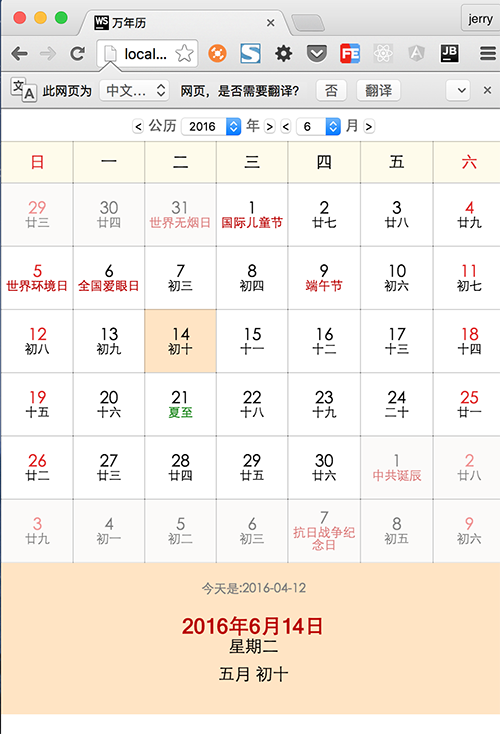 WS 万年历
jerry
local...
JB
文A 此网页为 中文... 网页，是否需要翻译? 否 翻译
< 公历 2016 年 > < 6 月 >
日 一 二 三 四 五 六
29 30 31 1 2 3 4
廿三 廿四 世界无烟日 国际儿童节 廿七 廿八 廿九
5 6 7 8 9 10 11
世界环境日 全国爱眼日 初三 初四 端午节 初六 初七
12 13 14 15 16 17 18
初八 初九 初十 十一 十二 十三 十四
19 20 21 22 23 24 25
十五 十六 夏至 十八 十九 二十 廿一
26 27 28 29 30 1 2
廿二 廿三 廿四 廿五 廿六 中共诞辰 廿八
3 4 5 6 7 8 9
廿九 初一 初二 初三 抗日战争纪 初五 初六
念日
今天是:2016-04-12
2016年6月14日
星期二
五月 初十